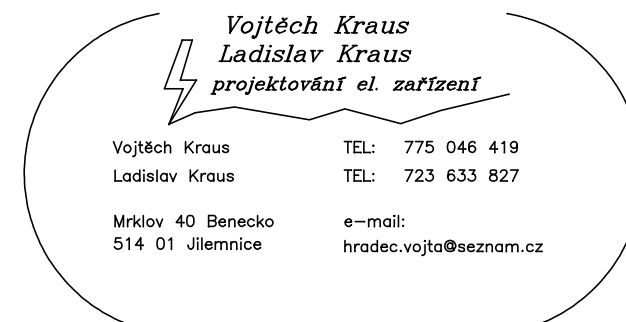 Vojtěch Kraus
Ladislav Kraus
projektování el. zařízení
Vojtěch Kraus TEL: 775 046 419
Ladislav Kraus TEL: 723 633 827
Mrklov 40 Benecko e-mail:
514 01 Jilemnice hradec.vojta@seznam.cz